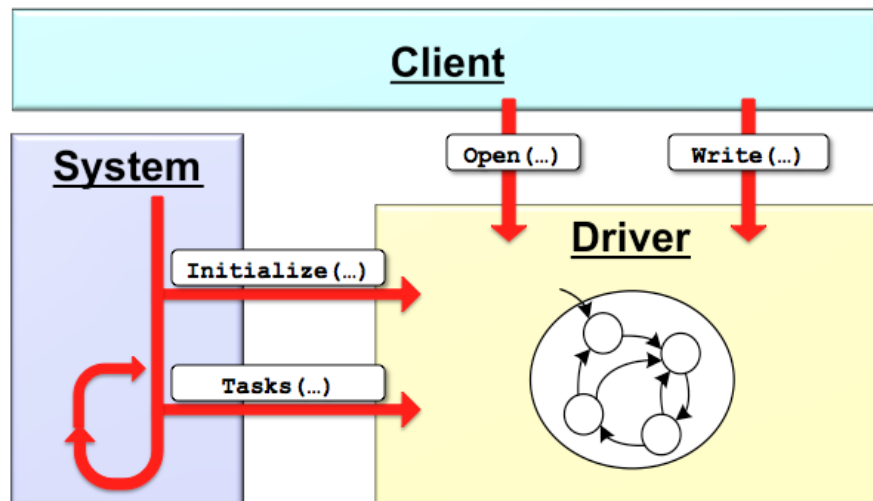 Client
Open(…)
Write(…)
System
Driver
Initialize(…)
Tasks(…)